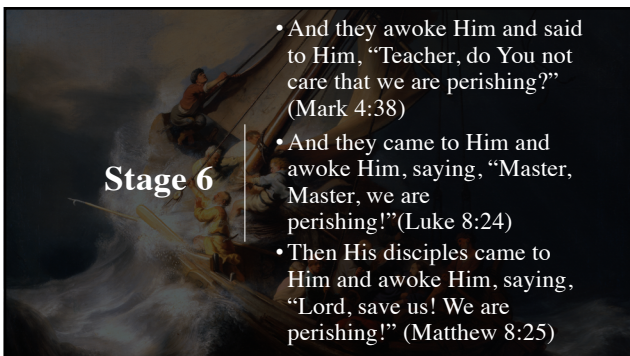 Stage 6
• And they awoke Him and said
to Him, “Teacher, do You not
care that we are perishing?”
(Mark 4:38)
• And they came to Him and
awoke Him, saying, “Master,
Master, we are
perishing!”(Luke 8:24)
• Then His disciples came to
Him and awoke Him, saying,
“Lord, save us! We are
perishing!” (Matthew 8:25)